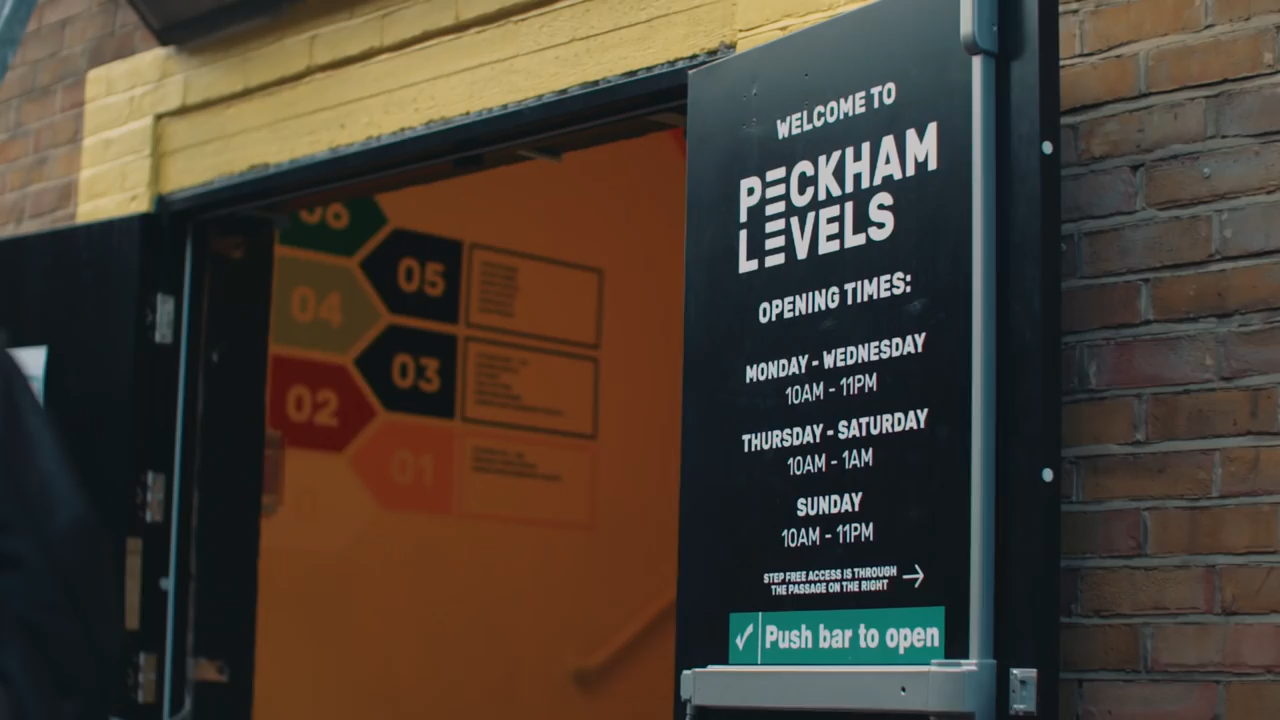 WELCOME TO
PECKHAM
LEVELS
OPENING TIMES:
MONDAY - WEDNESDAY
10AM - 11PM
THURSDAY - SATURDAY
10AM - 1AM
SUNDAY
10AM - 11PM
STEP FREE ACCESS IS THROUGH
THE PASSAGE ON THE RIGHT
Push bar to open
06
05
04
03
02
01